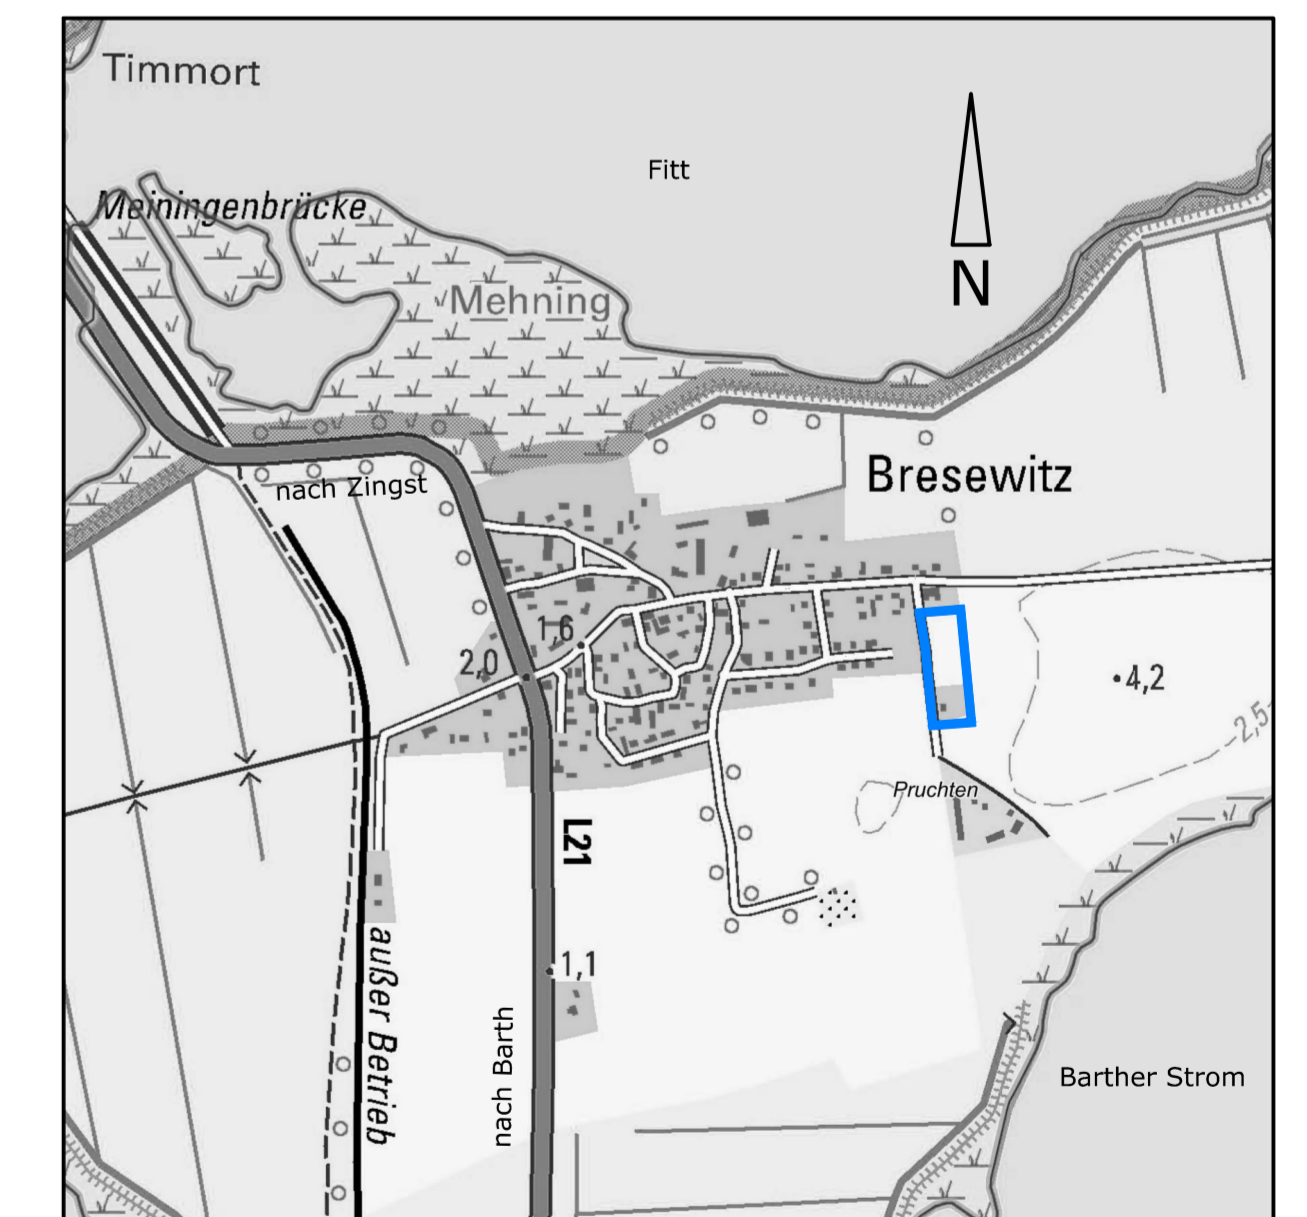 Timmort
Fitt
Meiningenbrücke
Mehning
N
Bresewitz
nach Zingst
1,6
2,0
4,2
2,5
Pruchten
L21
außer Betrieb
1,1
nach Barth
Barther Strom